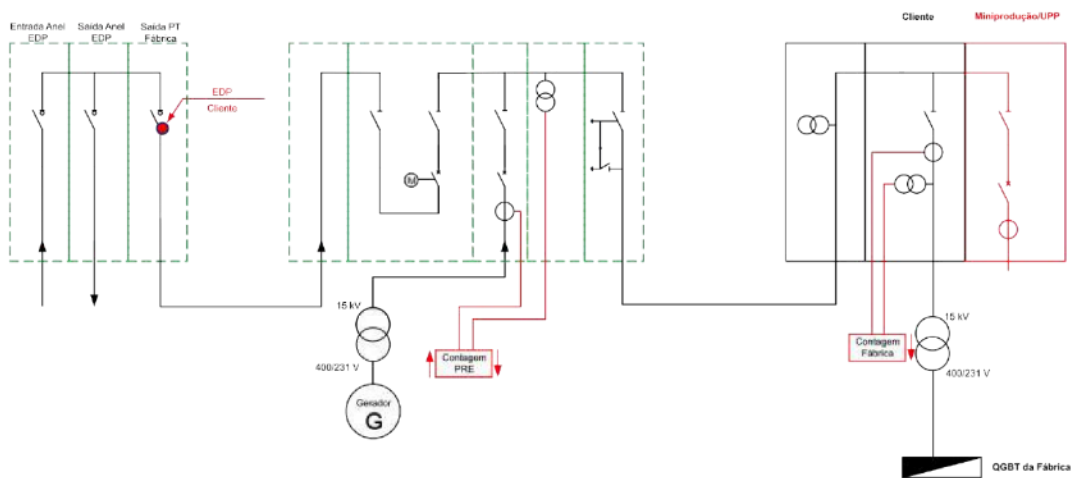 Entrada Anel
EDP
Saída Anel
EDP
Saída PT
Fábrica
EDP
Cliente
M
15 kV
400/231 V
Gerador
G
Contagem
PRE
Cliente
Miniprodução/UPP
Contagem
Fábrica
15 kV
400/231 V
QGBT da Fábrica